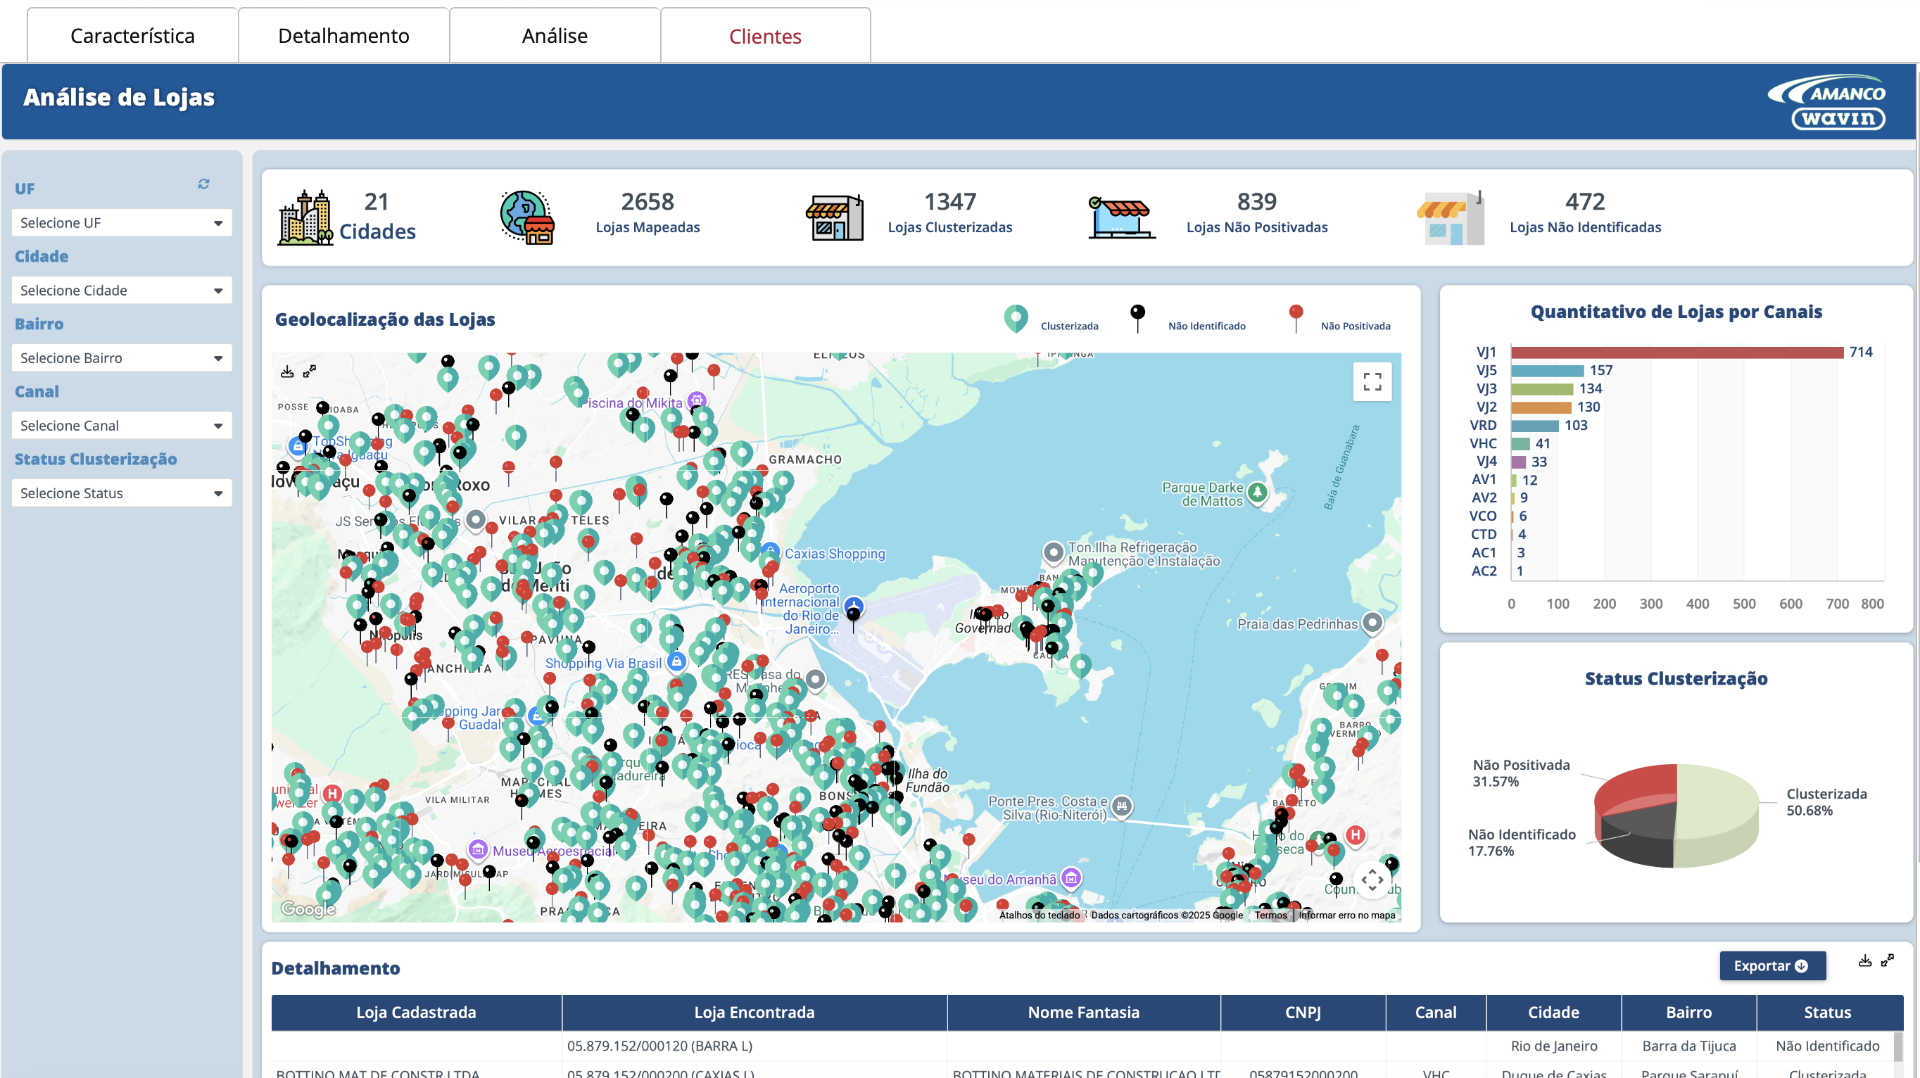 Característica
Detalhamento
Análise
Clientes
Análise de Lojas
AMANCO
wavin
UF
Selecione UF
Cidade
Selecione Cidade
Bairro
Selecione Bairro
Canal
Selecione Canal
Status Clusterização
Selecione Status
21
Cidades
2658
Lojas Mapeadas
1347
Lojas Clusterizadas
839
Lojas Não Positivadas
472
Lojas Não Identificadas
Geolocalização das Lojas
Clusterizada
Não Identificado
Não Positivada
POSSE
Piscina do Mikita
GRAMACHO
VILAR
TELES
Caxias Shopping
Aeroporto
Internacional
do Rio de
Janeiro...
Parque Darke
de Mattos
Baía de Guanabara
Ton.Ilha Refrigeração
Manutenção e Instalação
Praia das Pedrinhas
PAVUNA
Shopping Via Brasil
Ilha do
Fundão
VILA MILITAR
Ponte Pres. Costa e
Silva (Rio-Niterói)
Museu Aeroespacial
Google
Atalhos do teclado
Dados cartográficos ©2025 Google
Termos
Informar erro no mapa
Quantitativo de Lojas por Canais
VJ1 714
VJ5 157
VJ3 134
VJ2 130
VRD 103
VHC 41
VJ4 33
AV1 12
AV2 9
VCO 6
CTD 4
AC1 3
AC2 1
0 100 200 300 400 500 600 700 800
Status Clusterização
Não Positivada
31.57%
Clusterizada
50.68%
Não Identificado
17.76%
Detalhamento
Exportar
Loja Cadastrada Loja Encontrada Nome Fantasia CNPJ Canal Cidade Bairro Status
05.879.152/000120 (BARRA L) Rio de Janeiro Barra da Tijuca Não Identificado
BOTTINO MAT DE CONSTR LTDA 05.879.152/000200 (CAXIAS L) BOTTINO MATERIAIS DE CONSTRUCAO LTD 05879152000200 VHC Duque de Caxias Parque Sarapuí Clusterizada